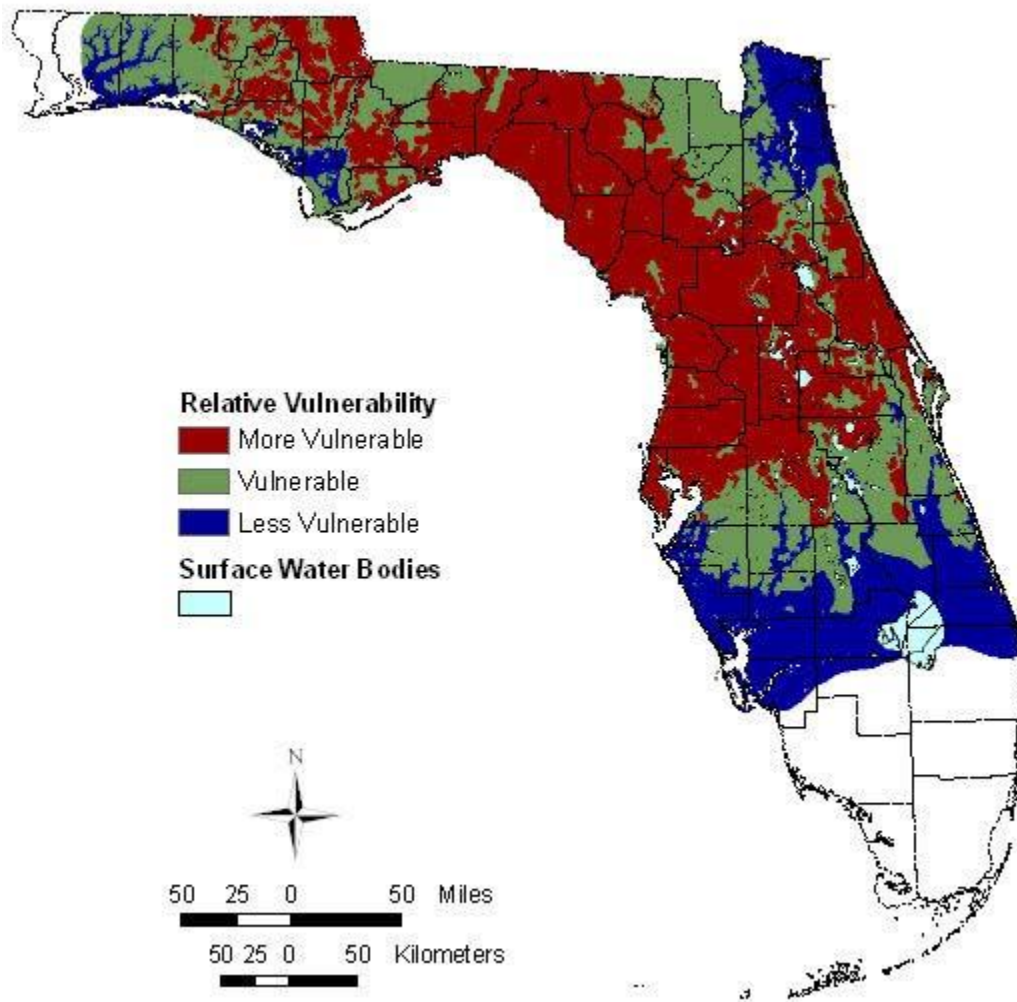 Relative Vulnerability
More Vulnerable
Vulnerable
Less Vulnerable
Surface Water Bodies
N
50 25 0 50 Miles
50 25 0 50 Kilometers